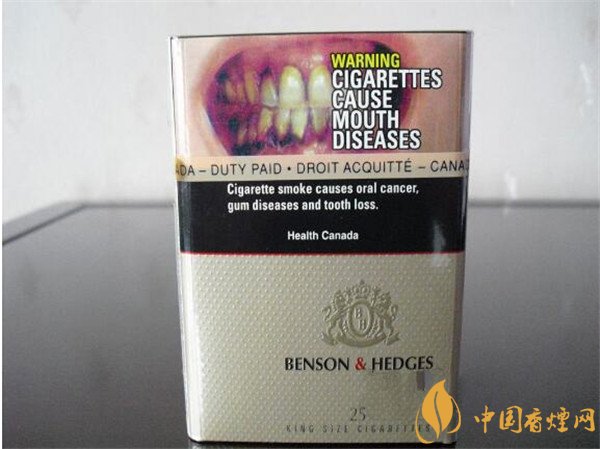 WARNING
CIGARETTES
CAUSE
MOUTH
DISEASES
DA – DUTY PAID • DROIT ACQUITTÉ – CANA
Cigarette smoke causes oral cancer,
gum diseases and tooth loss.
Health Canada
BENSON & HEDGES
25
KING SIZE CIGARETTES
中国香烟网